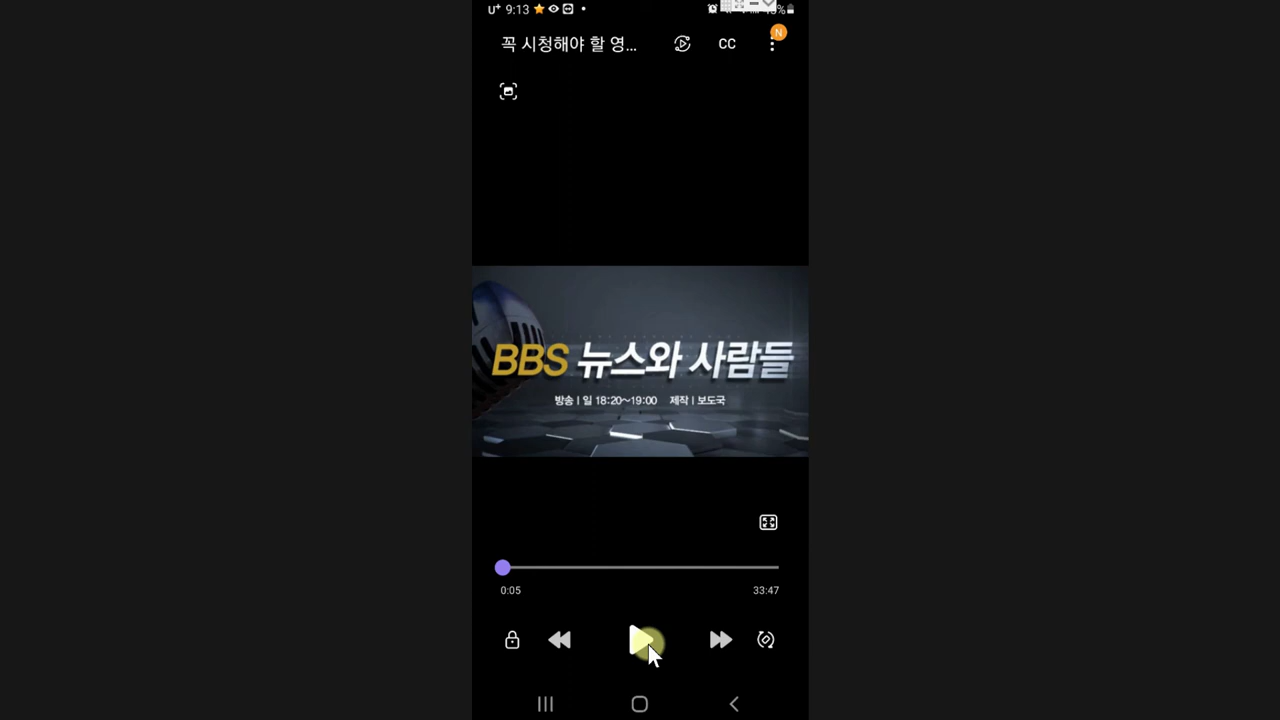 U⁺ 9:13
꼭 시청해야 할 영...
CC
N
BBS 뉴스와 사람들
방송 | 일 18:20~19:00 제작 | 보도국
0:05
33:47